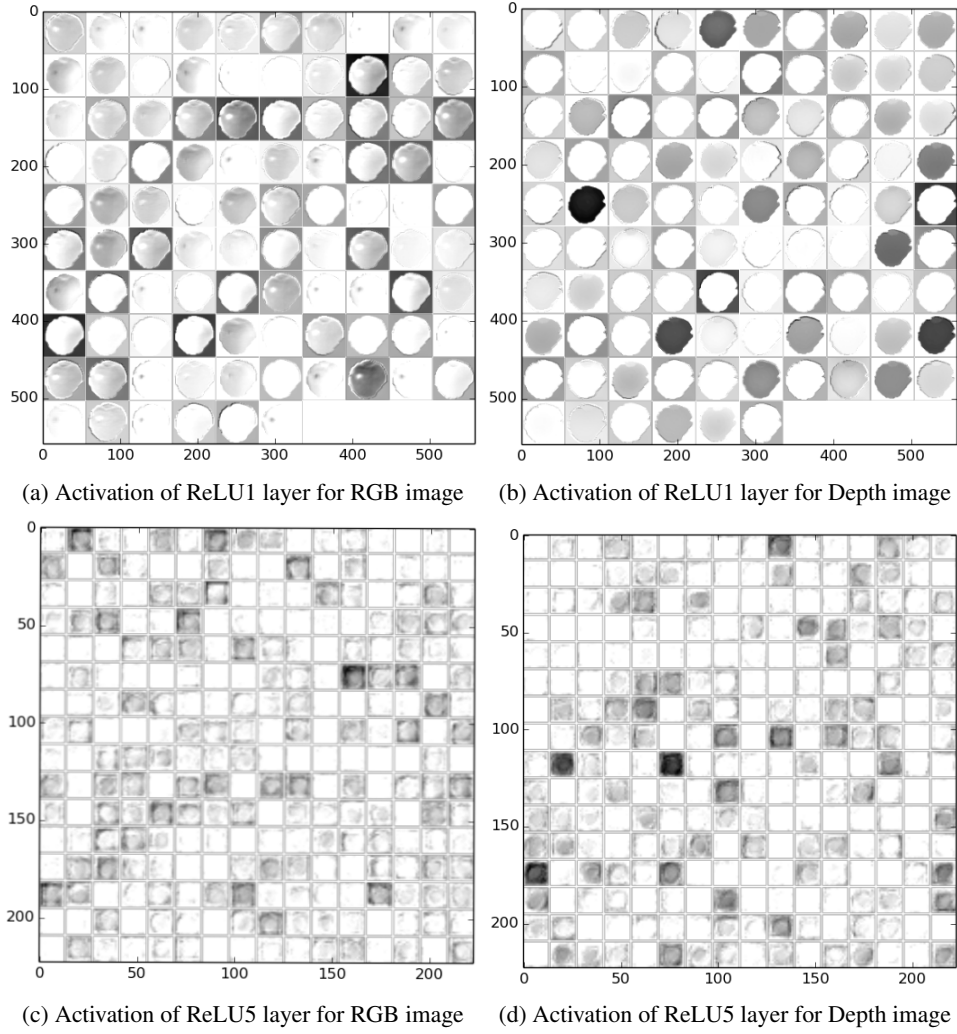 0
100
200
300
400
500
0 100 200 300 400 500
(a) Activation of ReLU1 layer for RGB image
0
100
200
300
400
500
0 100 200 300 400 500
(b) Activation of ReLU1 layer for Depth image
0
50
100
150
200
0 50 100 150 200
(c) Activation of ReLU5 layer for RGB image
0
50
100
150
200
0 50 100 150 200
(d) Activation of ReLU5 layer for Depth image